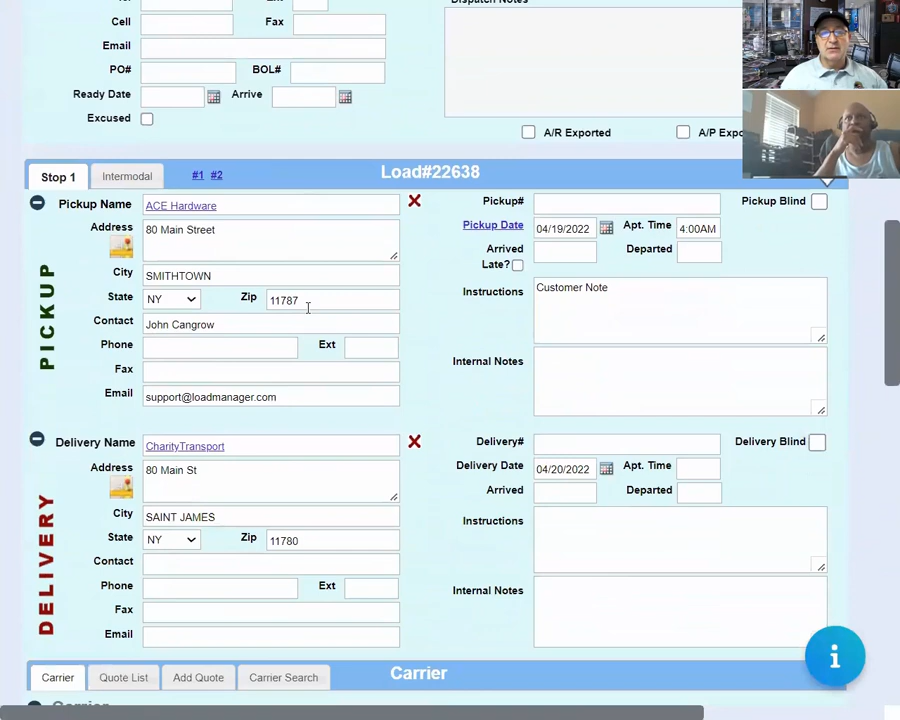 Cell Fax
Email
PO# BOL#
Ready Date Arrive
Excused
Dispatch Notes
A/R Exported A/P Expo
Stop 1 Intermodal #1 #2 Load#22638
PICKUP
Pickup Name ACE Hardware
Address 80 Main Street
City SMITHTOWN
State NY Zip 11787
Contact John Cangrow
Phone Ext
Fax
Email support@loadmanager.com
Pickup# Pickup Blind
Pickup Date 04/19/2022 Apt. Time 4:00AM
Arrived Departed
Late?
Instructions Customer Note
Internal Notes
DELIVERY
Delivery Name CharityTransport
Address 80 Main St
City SAINT JAMES
State NY Zip 11780
Contact
Phone Ext
Fax
Email
Delivery# Delivery Blind
Delivery Date 04/20/2022 Apt. Time
Arrived Departed
Instructions
Internal Notes
i
Carrier Quote List Add Quote Carrier Search Carrier
Carrier